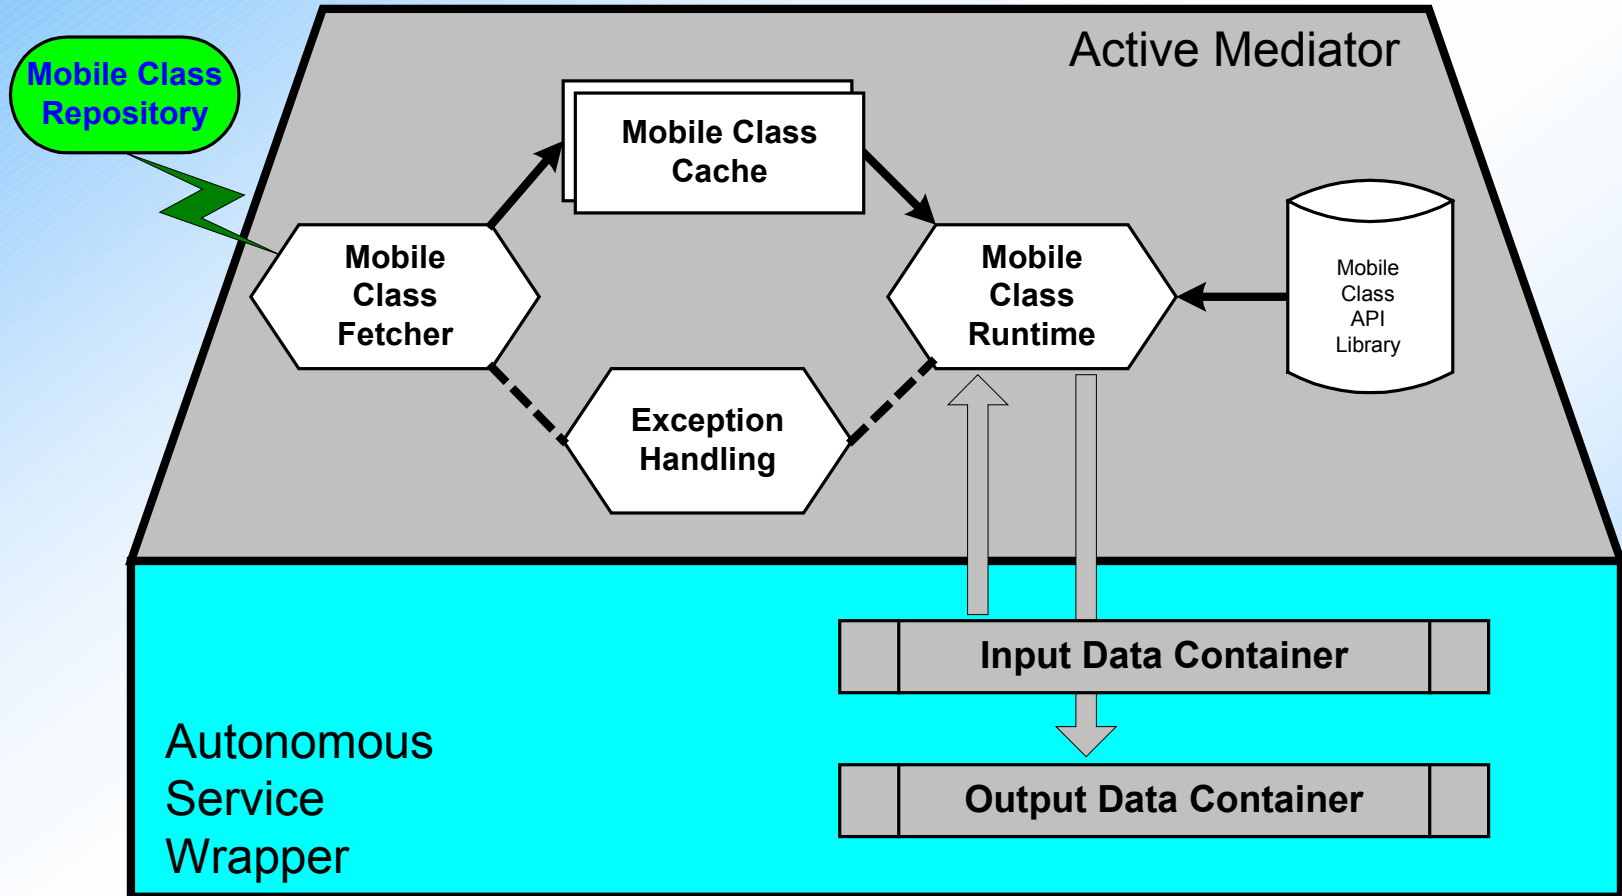 Active Mediator
Mobile Class
Repository
Mobile Class
Cache
Mobile
Class
Fetcher
Mobile
Class
Runtime
Mobile
Class
API
Library
Exception
Handling
Input Data Container
Autonomous
Service
Wrapper
Output Data Container